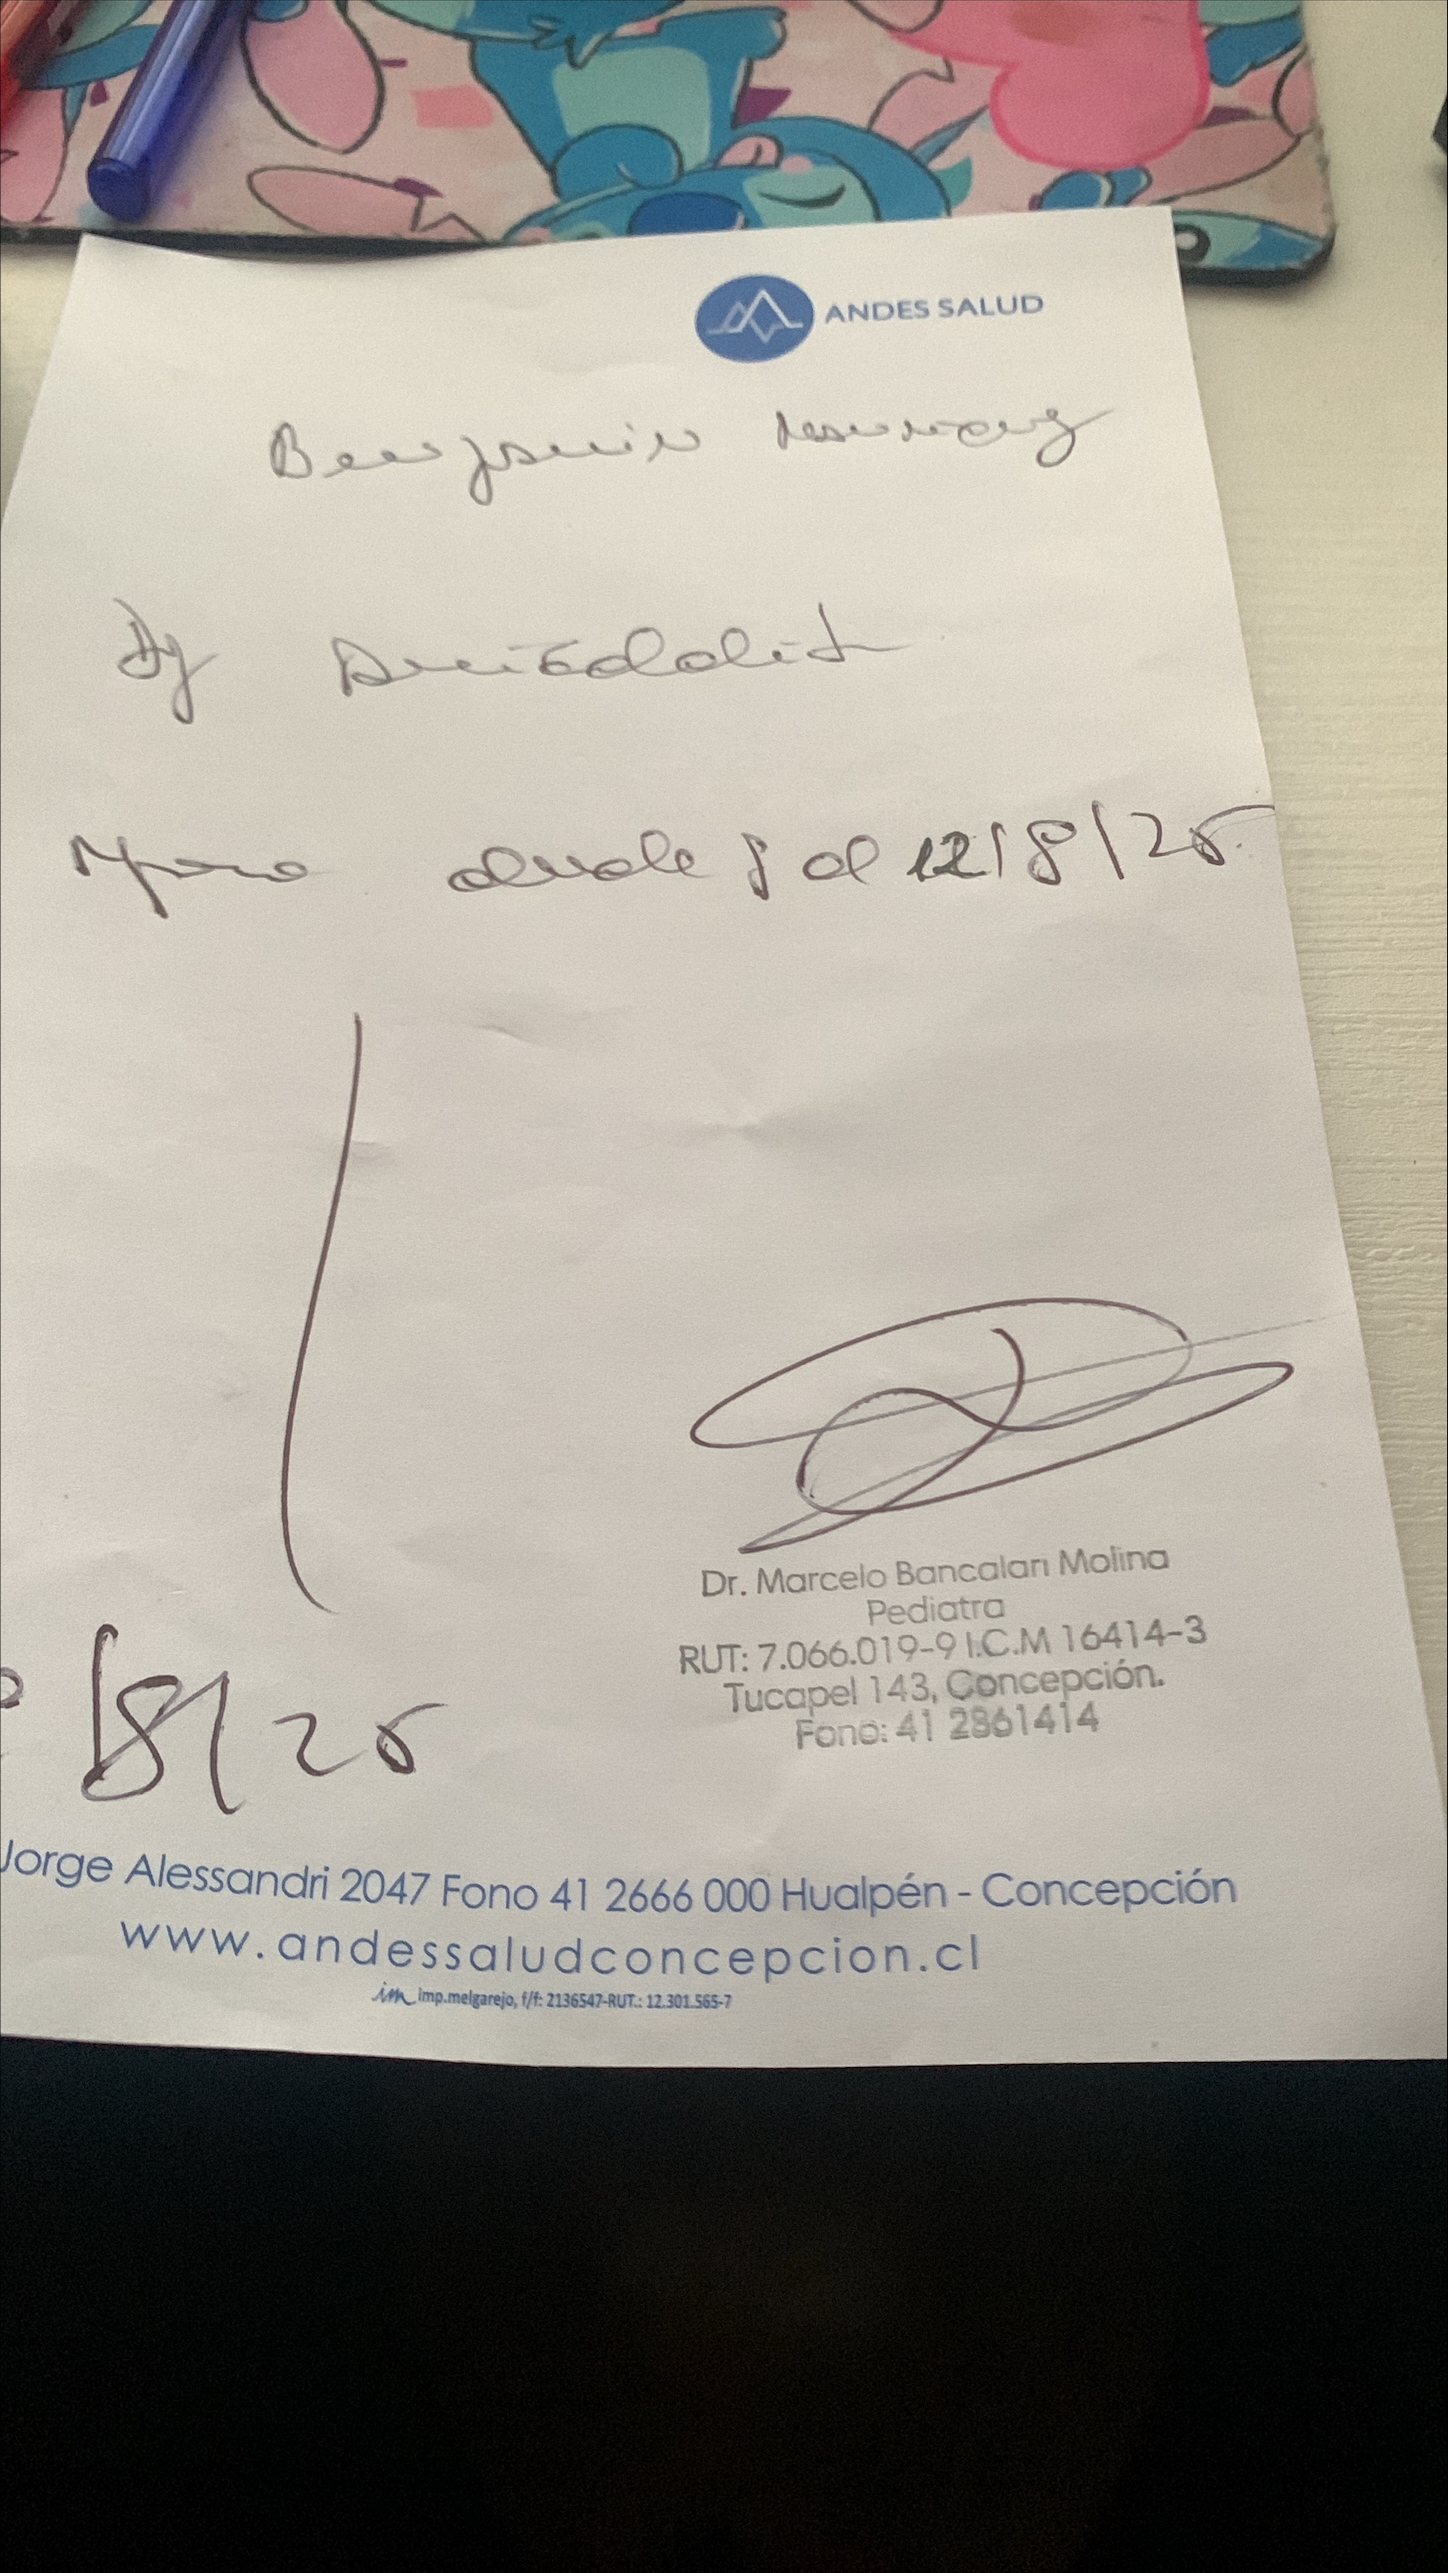 ANDES SALUD
Benjamin
Dg Amigdalitis
Reposo desde 8 al 12/8/25
Dr. Marcelo Bancalari Molina
Pediatra
RUT: 7.066.019-9 I.C.M 16414-3
Tucapel 143, Concepción.
Fono: 41 2861414
/8/25
Jorge Alessandri 2047 Fono 41 2666 000 Hualpén - Concepción
www.andessaludconcepcion.cl
im imp.melgarejo, f/f: 2136547-RUT.: 12.301.565-7